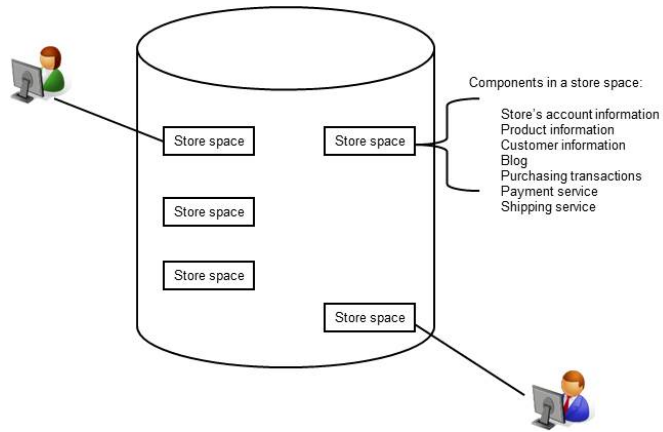 Components in a store space:
Store's account information
Product information
Customer information
Blog
Purchasing transactions
Payment service
Shipping service
Store space
Store space
Store space
Store space
Store space